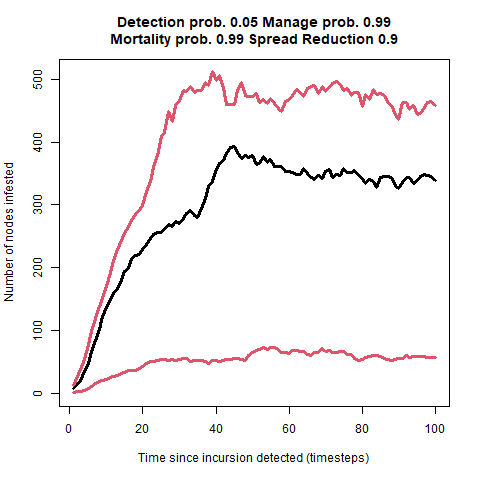 Detection prob. 0.05 Manage prob. 0.99
Mortality prob. 0.99 Spread Reduction 0.9
Number of nodes infested
500
400
300
200
100
0
0 20 40 60 80 100
Time since incursion detected (timesteps)